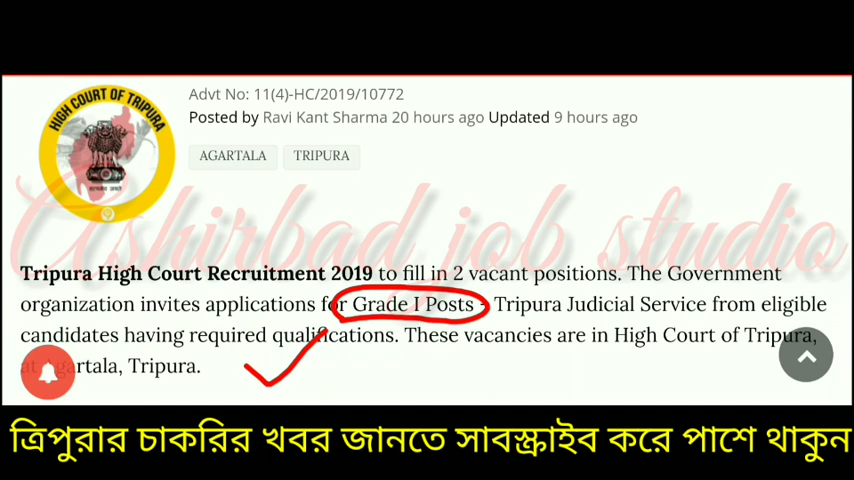 HIGH COURT OF TRIPURA
Advt No: 11(4)-HC/2019/10772
Posted by Ravi Kant Sharma 20 hours ago Updated 9 hours ago
AGARTALA TRIPURA
Ashirbad job studio
Tripura High Court Recruitment 2019 to fill in 2 vacant positions. The Government
organization invites applications for Grade I Posts - Tripura Judicial Service from eligible
candidates having required qualifications. These vacancies are in High Court of Tripura,
at Agartala, Tripura.
ত্রিপুরার চাকরির খবর জানতে সাবস্ক্রাইব করে পাশে থাকুন